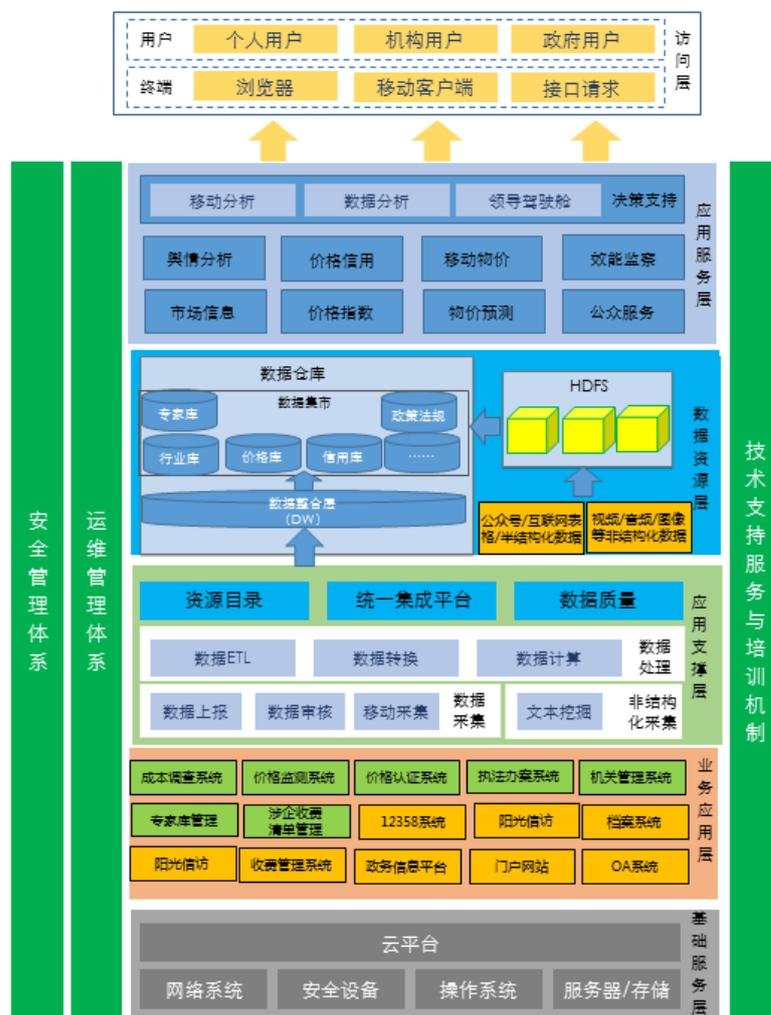 用户
个人用户
机构用户
政府用户
终端
浏览器
移动客户端
接口请求
访问层
移动分析
数据分析
领导驾驶舱
决策支持
舆情分析
价格信用
移动物价
效能监察
市场信息
价格指数
物价预测
公众服务
应用服务层
数据仓库
数据集市
专家库
政策法规
行业库
价格库
信用库
……
数据整合层
(DW)
HDFS
公众号/互联网表
格/半结构化数据
视频/音频/图像
等非结构化数据
数据资源层
资源目录
统一集成平台
数据质量
数据ETL
数据转换
数据计算
数据
处理
数据上报
数据审核
移动采集
数据
采集
文本挖掘
非结构
化采集
应用支撑层
成本调查系统
价格监测系统
价格认证系统
执法办案系统
机关管理系统
专家库管理
涉企收费
清单管理
12358系统
阳光信访
档案系统
阳光信访
收费管理系统
政务信息平台
门户网站
OA系统
业务应用层
云平台
网络系统
安全设备
操作系统
服务器/存储
基础服务层
安全管理体系
运维管理体系
技术支持服务与培训机制